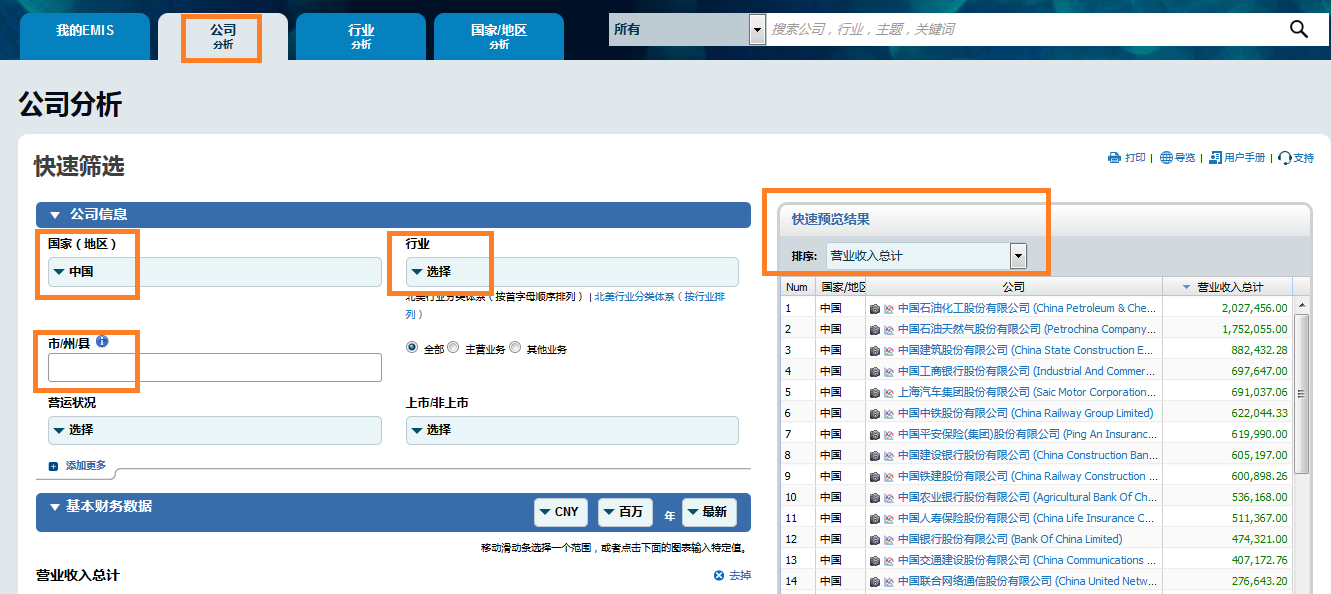 我的EMIS
公司
分析
行业
分析
国家/地区
分析
所有
搜索公司，行业，主题，关键词
公司分析
快速筛选
打印 | 导览 | 用户手册 | 支持
公司信息
国家（地区）
中国
行业
选择
北美行业分类体系（按首字母顺序排列） | 北美行业分类体系（按行业排
列）
市/州/县
全部 主营业务 其他业务
营运状况
选择
上市/非上市
选择
添加更多
基本财务数据
CNY
百万
年
最新
移动滑动条选择一个范围，或者点击下面的图表输入特定值。
营业收入总计
去掉
快速预览结果
排序:
营业收入总计
Num 国家/地区 公司 营业收入总计
1 中国 中国石油化工股份有限公司 (China Petroleum & Che... 2,027,456.00
2 中国 中国石油天然气股份有限公司 (Petrochina Company... 1,752,055.00
3 中国 中国建筑股份有限公司 (China State Construction E... 882,432.28
4 中国 中国工商银行股份有限公司 (Industrial And Commer... 697,647.00
5 中国 上海汽车集团股份有限公司 (Saic Motor Corporation... 691,037.06
6 中国 中国中铁股份有限公司 (China Railway Group Limited) 622,044.33
7 中国 中国平安保险(集团)股份有限公司 (Ping An Insuranc... 619,990.00
8 中国 中国建设银行股份有限公司 (China Construction Ban... 605,197.00
9 中国 中国铁建股份有限公司 (China Railway Construction ... 600,898.26
10 中国 中国农业银行股份有限公司 (Agricultural Bank Of Ch... 536,168.00
11 中国 中国人寿保险股份有限公司 (China Life Insurance C... 511,367.00
12 中国 中国银行股份有限公司 (Bank Of China Limited) 474,321.00
13 中国 中国交通建设股份有限公司 (China Communications ... 407,172.76
14 中国 中国联合网络通信股份有限公司 (China United Netw... 276,643.20